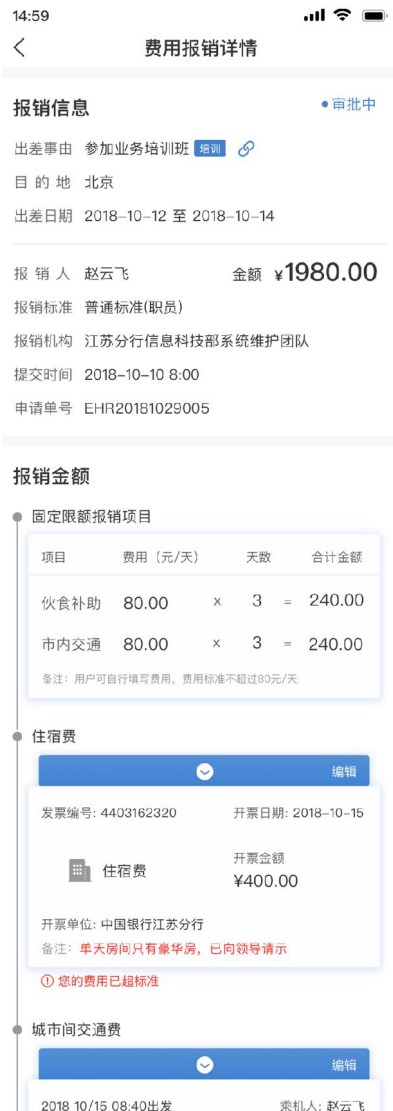 14:59
费用报销详情
报销信息 审批中
出差事由 参加业务培训班 培训
目的地 北京
出差日期 2018-10-12 至 2018-10-14
报销人 赵云飞 金额 ¥1980.00
报销标准 普通标准(职员)
报销机构 江苏分行信息科技部系统维护团队
提交时间 2018-10-10 8:00
申请单号 EHR20181029005
报销金额
固定限额报销项目
项目 费用（元/天） 天数 合计金额
伙食补助 80.00 × 3 = 240.00
市内交通 80.00 × 3 = 240.00
备注：用户可自行填写费用，费用标准不超过80元/天
住宿费
编辑
发票编号: 4403162320 开票日期: 2018-10-15
住宿费 开票金额
¥400.00
开票单位: 中国银行江苏分行
备注: 单天房间只有豪华房，已向领导请示
您的费用已超标准
城市间交通费
编辑
2018 10/15 08:40出发 乘机人: 赵云飞